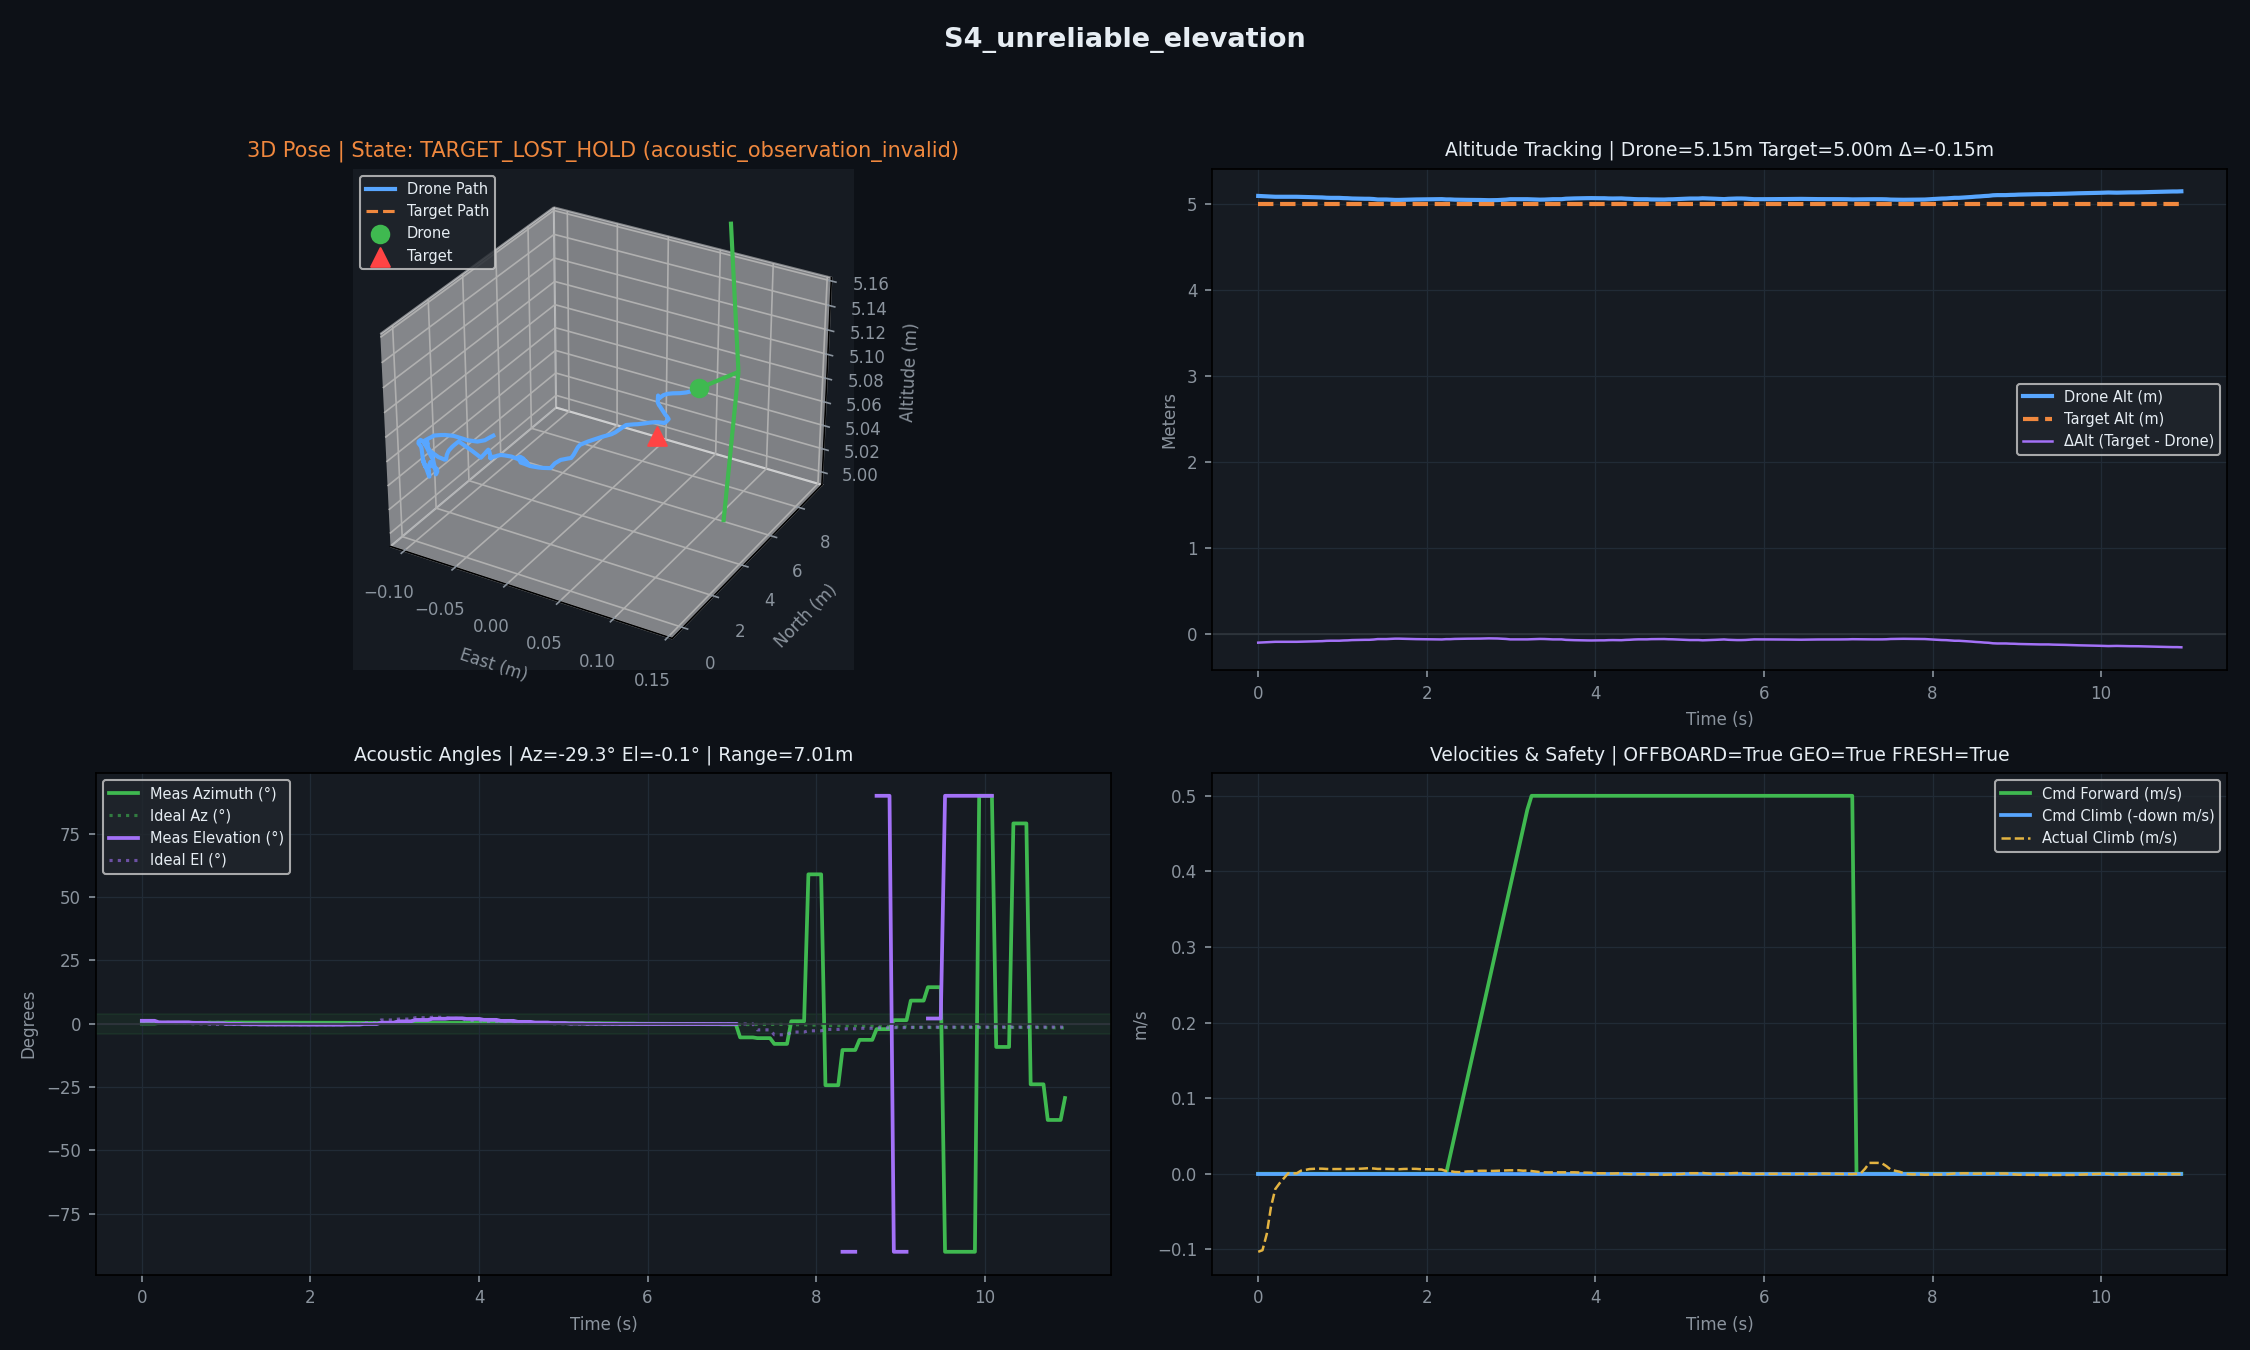 S4_unreliable_elevation
3D Pose | State: TARGET_LOST_HOLD (acoustic_observation_invalid)
Drone Path
Target Path
Drone
Target
5.16
5.14
5.12
5.10
5.08
5.06
5.04
5.02
5.00
Altitude (m)
8
6
4
2
0
North (m)
−0.10
−0.05
0.00
0.05
0.10
0.15
East (m)
Altitude Tracking | Drone=5.15m Target=5.00m Δ=-0.15m
5
4
3
2
1
0
Meters
Drone Alt (m)
Target Alt (m)
ΔAlt (Target - Drone)
0 2 4 6 8 10
Time (s)
Acoustic Angles | Az=-29.3° El=-0.1° | Range=7.01m
Meas Azimuth (°)
Ideal Az (°)
Meas Elevation (°)
Ideal El (°)
75
50
25
0
−25
−50
−75
Degrees
0 2 4 6 8 10
Time (s)
Velocities & Safety | OFFBOARD=True GEO=True FRESH=True
Cmd Forward (m/s)
Cmd Climb (-down m/s)
Actual Climb (m/s)
0.5
0.4
0.3
0.2
0.1
0.0
−0.1
m/s
0 2 4 6 8 10
Time (s)